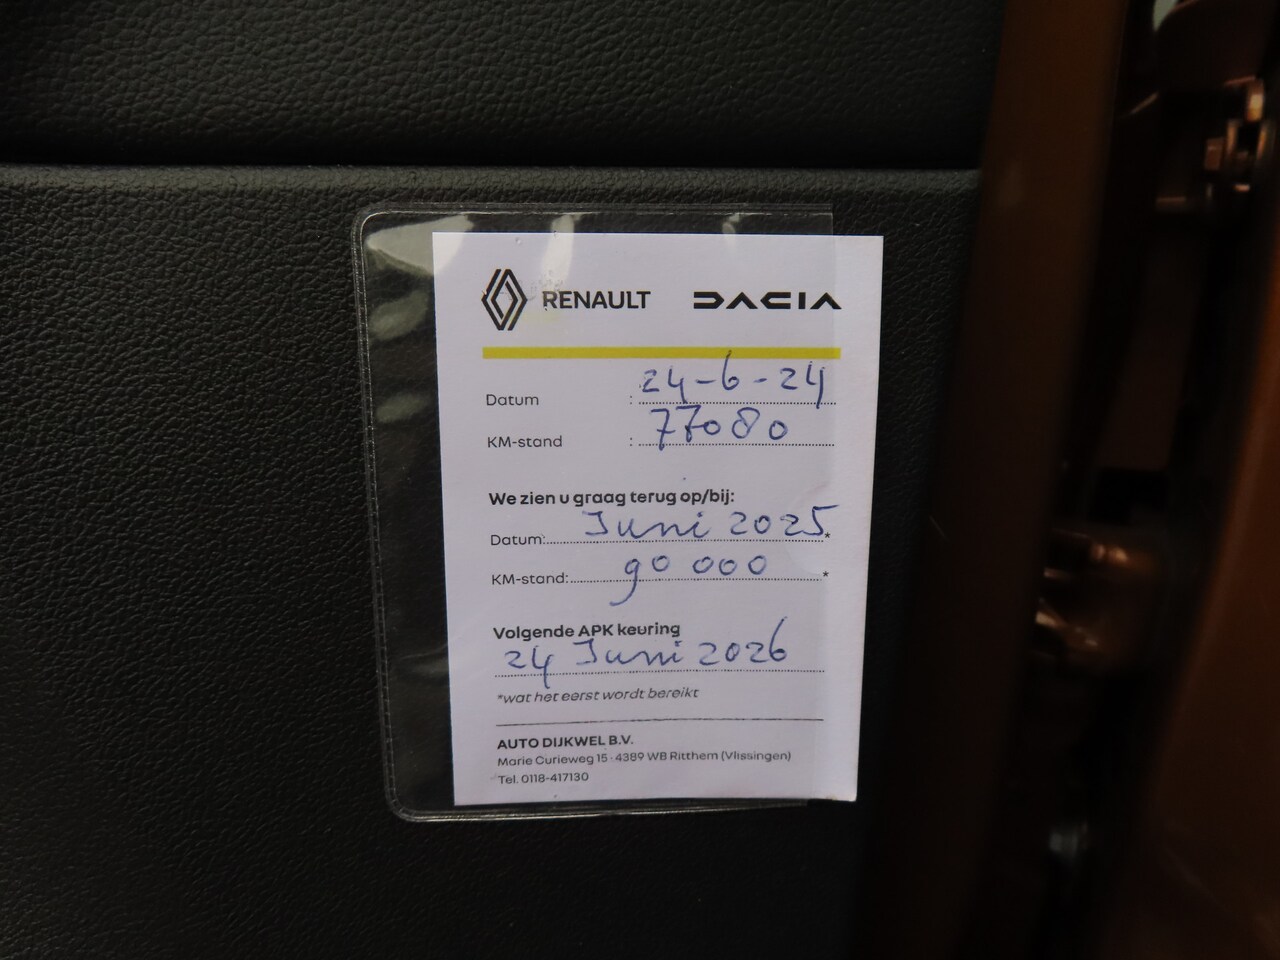 RENAULT DACIA
Datum : 24-6-24
KM-stand : 77080
We zien u graag terug op/bij:
Datum: Juni 2025*
KM-stand: 90 000 *
Volgende APK keuring
24 Juni 2026
*wat het eerst wordt bereikt
AUTO DIJKWEL B.V.
Marie Curieweg 15 · 4389 WB Ritthem (Vlissingen)
Tel. 0118-417130